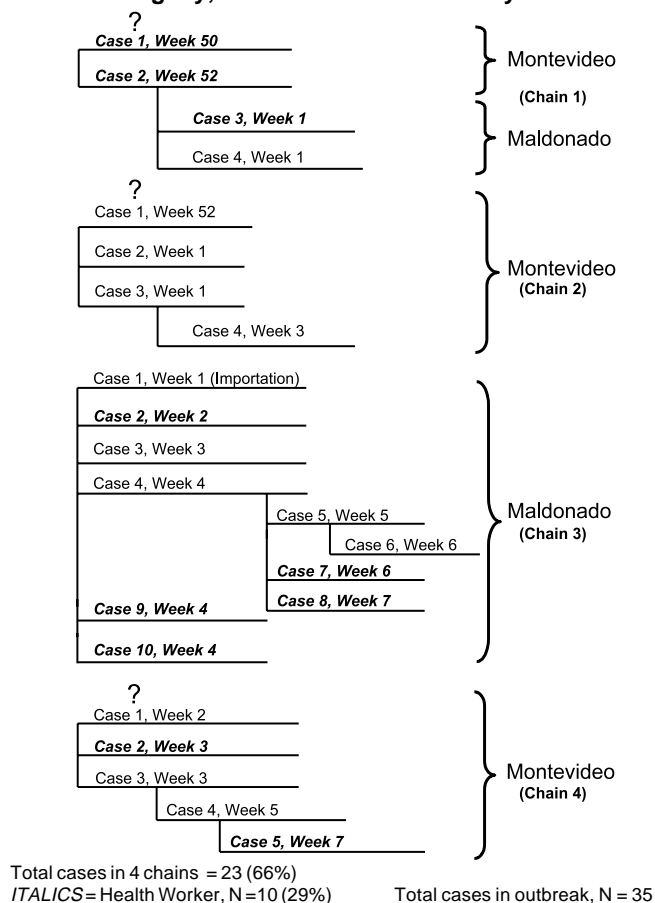 ?
Case 1, Week 50
Case 2, Week 52
Montevideo
(Chain 1)
Case 3, Week 1
Case 4, Week 1
Maldonado
?
Case 1, Week 52
Case 2, Week 1
Case 3, Week 1
Case 4, Week 3
Montevideo
(Chain 2)
Case 1, Week 1 (Importation)
Case 2, Week 2
Case 3, Week 3
Case 4, Week 4
Case 5, Week 5
Case 6, Week 6
Case 7, Week 6
Case 8, Week 7
Case 9, Week 4
Case 10, Week 4
Maldonado
(Chain 3)
?
Case 1, Week 2
Case 2, Week 3
Case 3, Week 3
Case 4, Week 5
Case 5, Week 7
Montevideo
(Chain 4)
Total cases in 4 chains = 23 (66%)
ITALICS = Health Worker, N =10 (29%)
Total cases in outbreak, N = 35